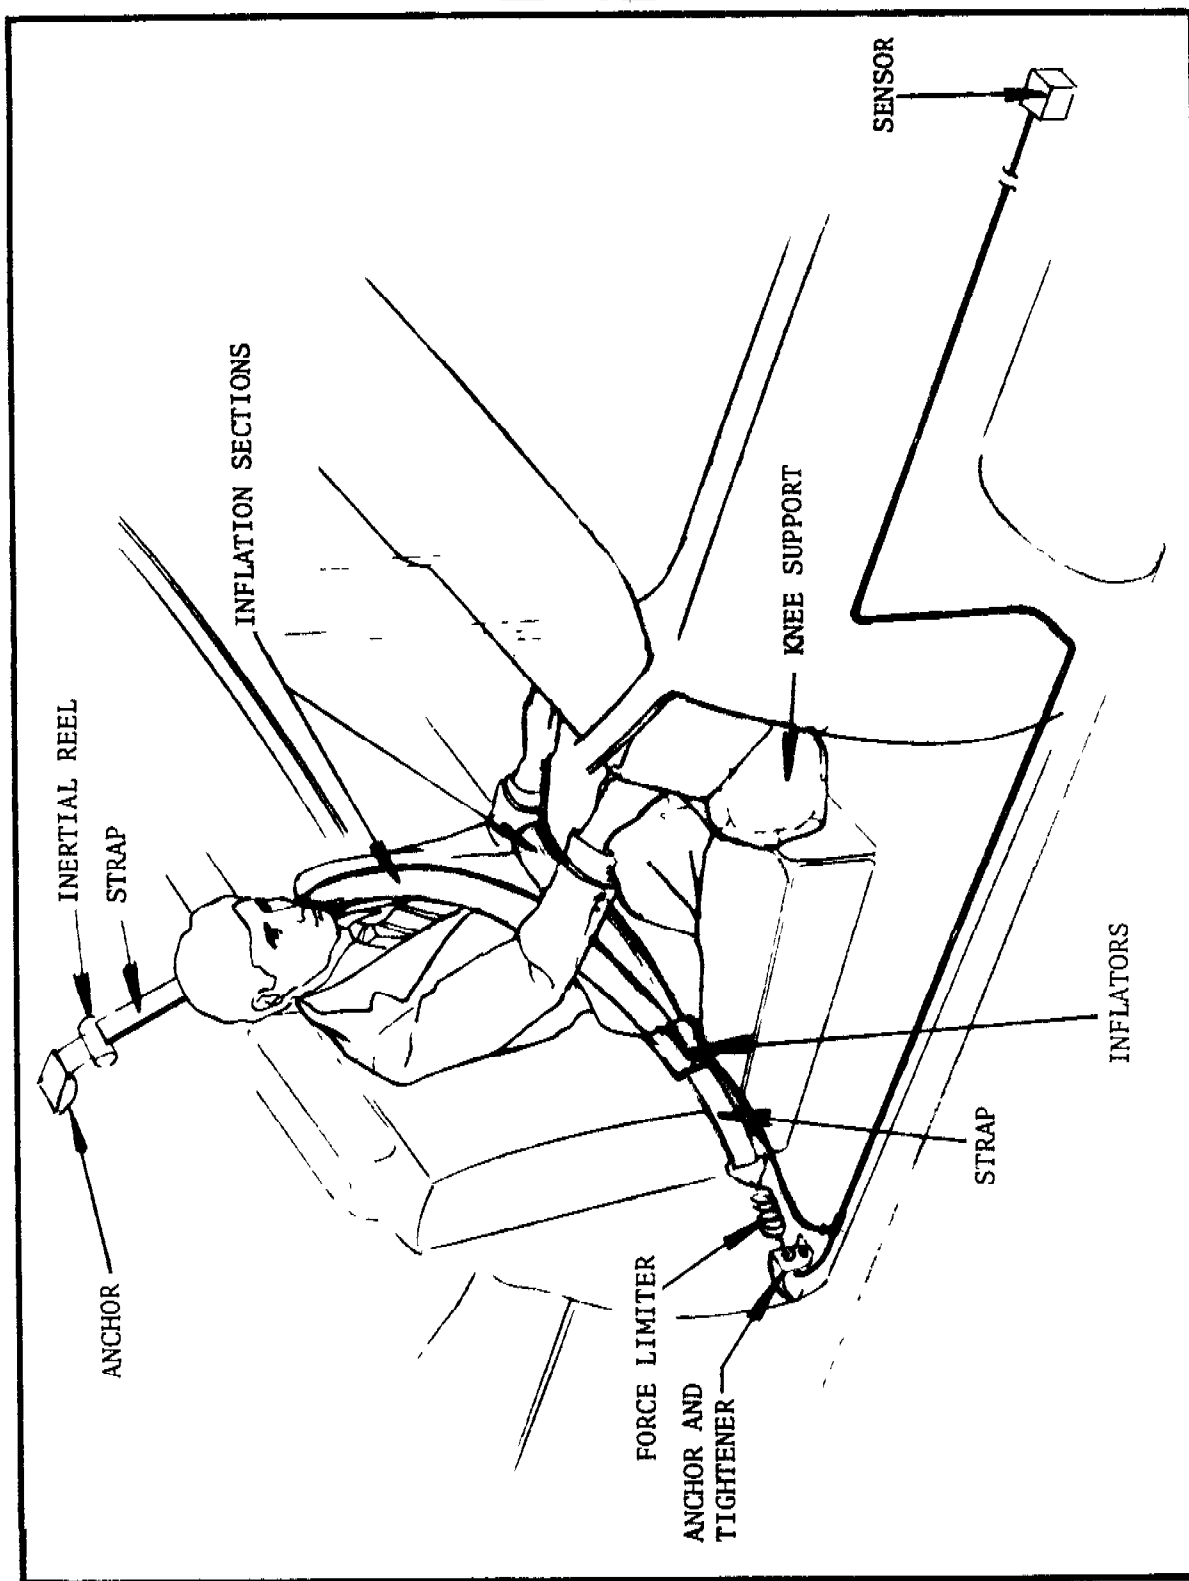 ANCHOR
INERTIAL REEL
STRAP
INFLATION SECTIONS
SENSOR
FORCE LIMITER
ANCHOR AND
TIGHTENER
STRAP
INFLATORS
KNEE SUPPORT